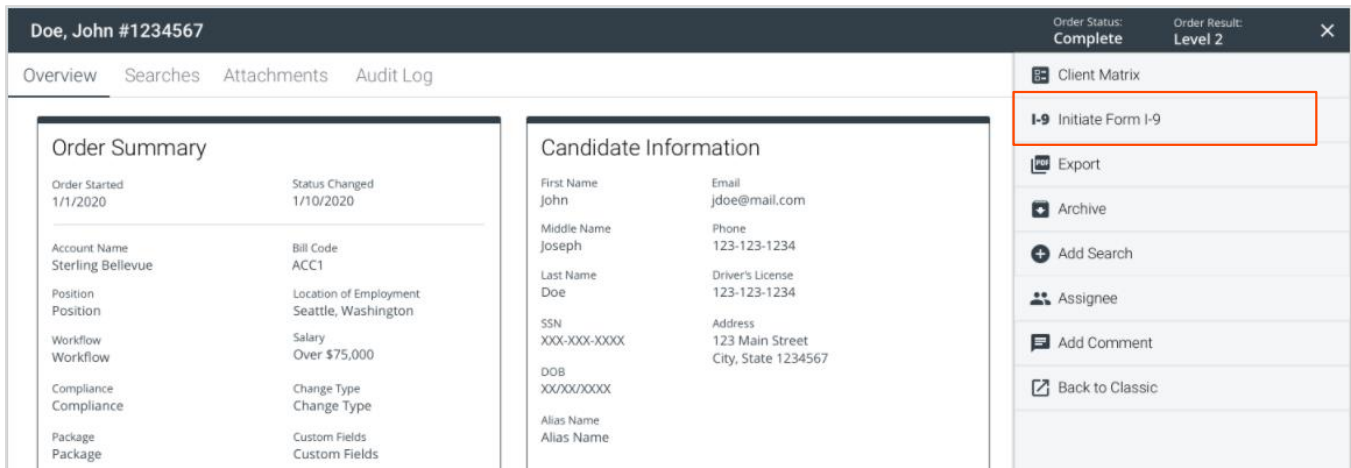 Doe, John #1234567
Order Status:
Complete
Order Result:
Level 2
Overview Searches Attachments Audit Log
Order Summary
Order Started
1/1/2020
Status Changed
1/10/2020
Account Name
Sterling Bellevue
Bill Code
ACC1
Position
Position
Location of Employment
Seattle, Washington
Workflow
Workflow
Salary
Over $75,000
Compliance
Compliance
Change Type
Change Type
Package
Package
Custom Fields
Custom Fields
Candidate Information
First Name
John
Email
jdoe@mail.com
Middle Name
Joseph
Phone
123-123-1234
Last Name
Doe
Driver's License
123-123-1234
SSN
XXX-XXX-XXXX
Address
123 Main Street
City, State 1234567
DOB
XX/XX/XXXX
Alias Name
Alias Name
Client Matrix
I-9 Initiate Form I-9
PDF Export
Archive
Add Search
Assignee
Add Comment
Back to Classic